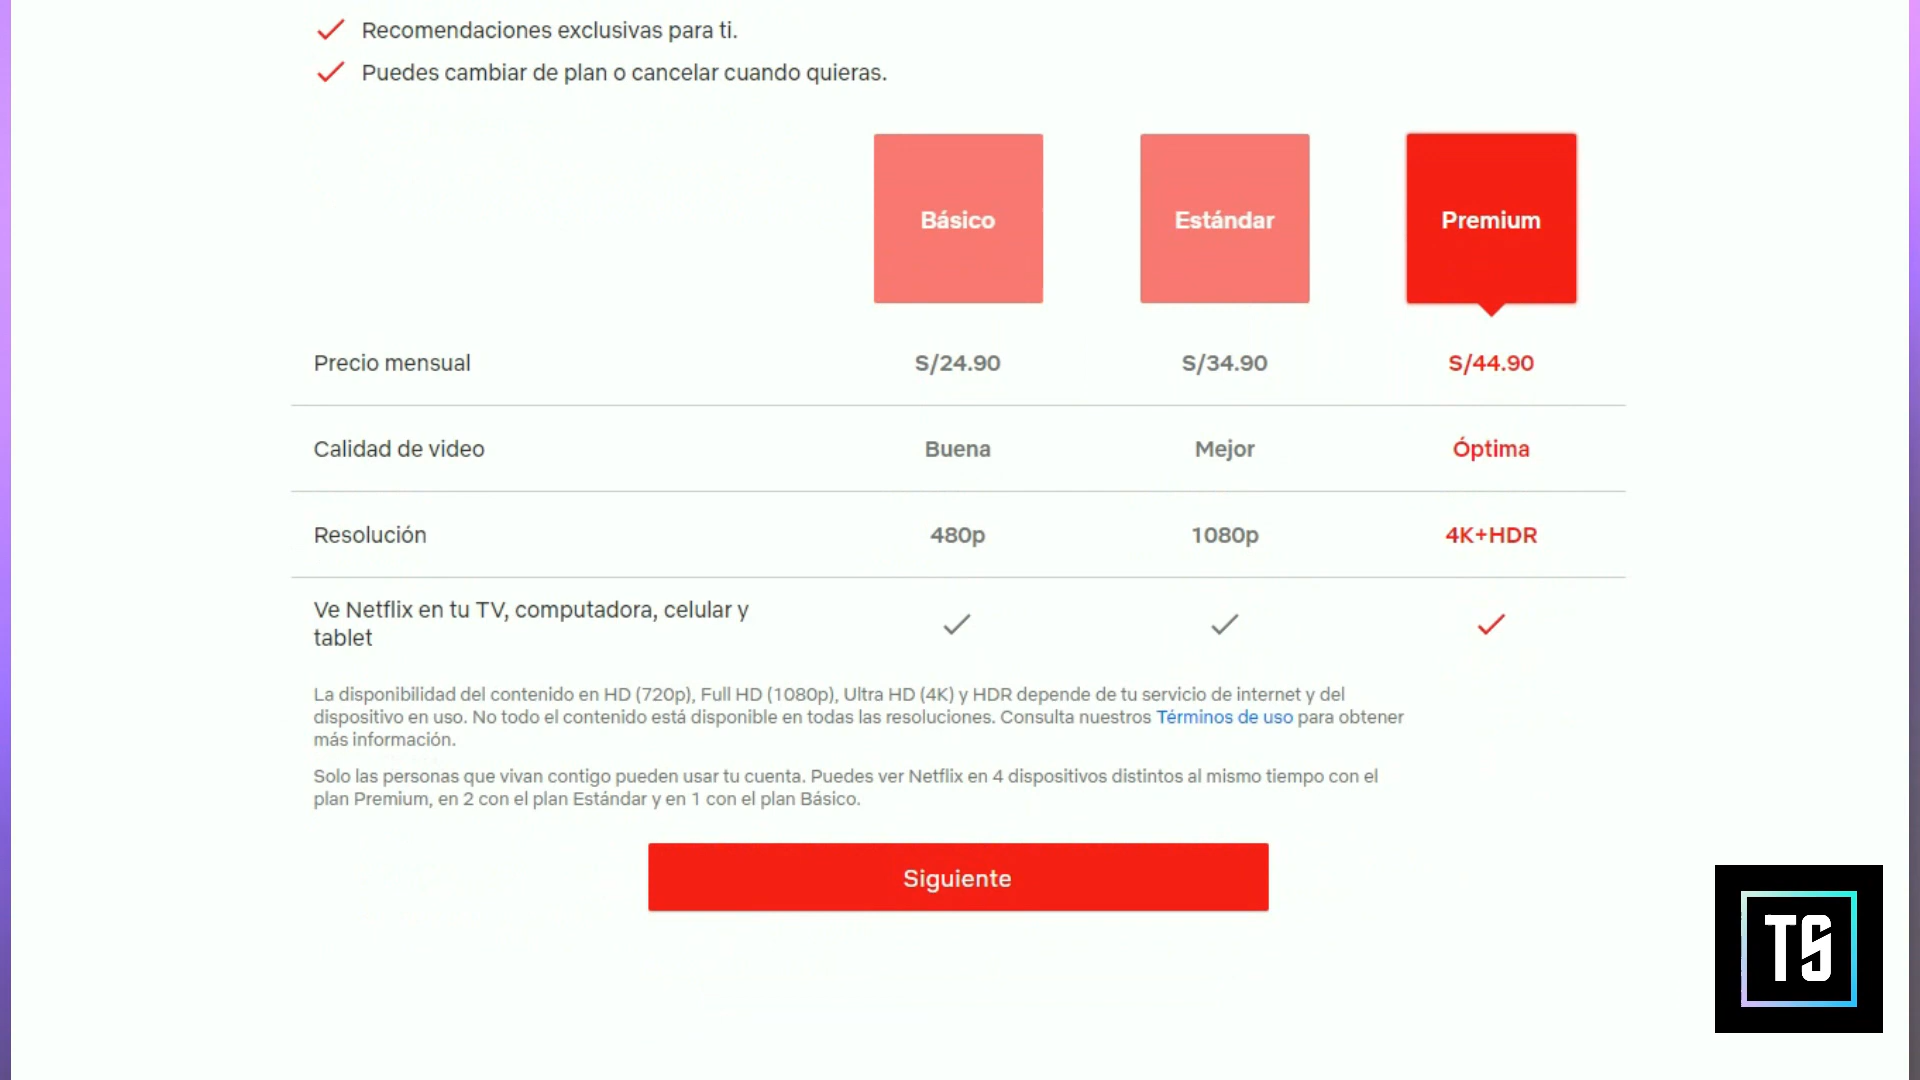 Recomendaciones exclusivas para ti.
Puedes cambiar de plan o cancelar cuando quieras.
Básico Estándar Premium
Precio mensual S/24.90 S/34.90 S/44.90
Calidad de video Buena Mejor Óptima
Resolución 480p 1080p 4K+HDR
Ve Netflix en tu TV, computadora, celular y
tablet
La disponibilidad del contenido en HD (720p), Full HD (1080p), Ultra HD (4K) y HDR depende de tu servicio de internet y del
dispositivo en uso. No todo el contenido está disponible en todas las resoluciones. Consulta nuestros Términos de uso para obtener
más información.
Solo las personas que vivan contigo pueden usar tu cuenta. Puedes ver Netflix en 4 dispositivos distintos al mismo tiempo con el
plan Premium, en 2 con el plan Estándar y en 1 con el plan Básico.
Siguiente
TS